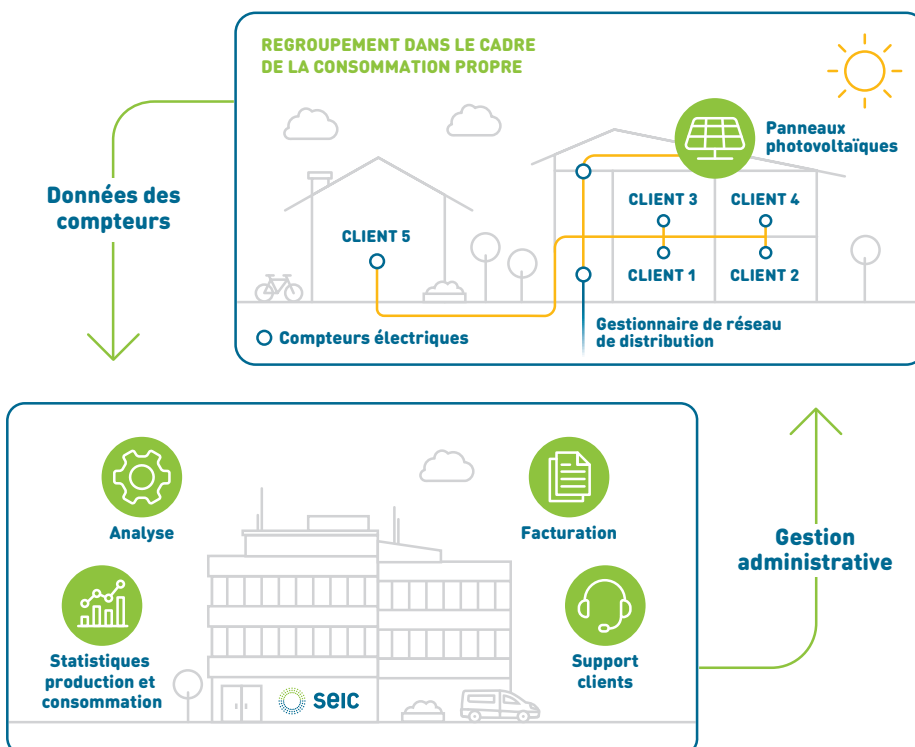 REGROUPEMENT DANS LE CADRE
DE LA CONSOMMATION PROPRE
Panneaux
photovoltaïques
Données des
compteurs
CLIENT 3
CLIENT 4
CLIENT 5
CLIENT 1
CLIENT 2
Compteurs électriques
Gestionnaire de réseau
de distribution
Analyse
Facturation
Gestion
administrative
Statistiques
production et
consommation
Support
clients
seic